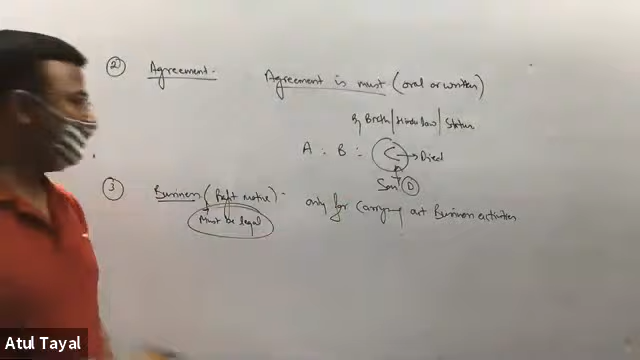 ② Agreement. Agreement is must (oral or written)
By Birth/Hindu law/Status
A : B : C → Died
Son D
③ Business (Profit motive) - only for carrying out Business activities
Must be legal
Atul Tayal